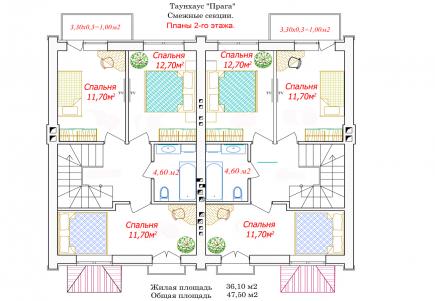 Таунхаус "Прага"
Смежные секции.
Планы 2-го этажа.
3,30x0,3=1,00м2
3,30x0,3=1,00м2
Спальня
11,70м²
Спальня
12,70м²
Спальня
12,70м²
Спальня
11,70м²
4,60 м2
4,60 м2
Спальня
11,70м²
Спальня
11,70м²
Жилая площадь 36,10 м2
Общая площадь 47,50 м2